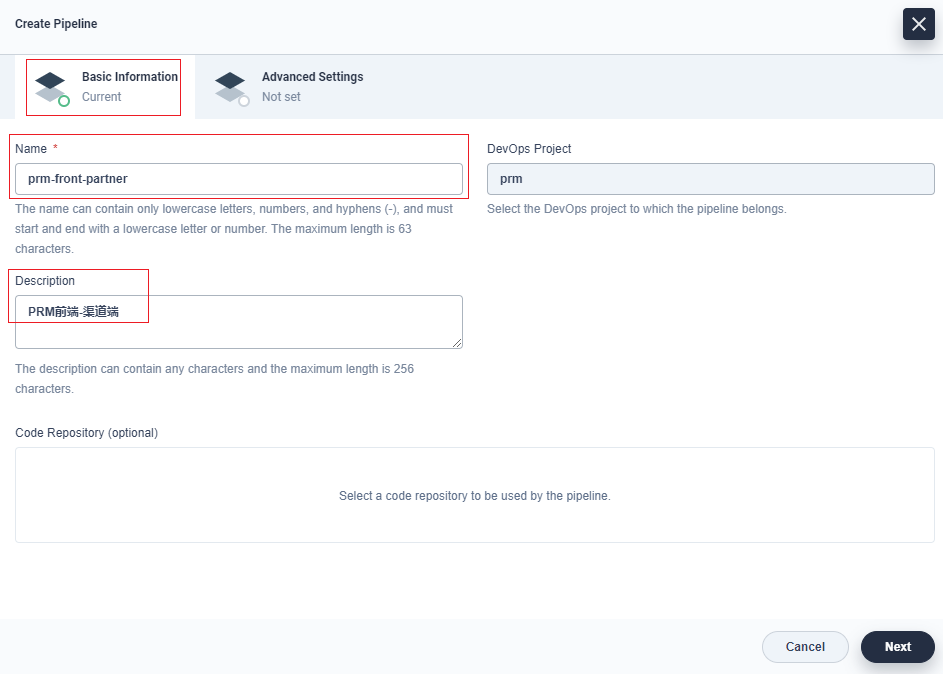 Create Pipeline
Basic Information
Current
Advanced Settings
Not set
Name *
prm-front-partner
The name can contain only lowercase letters, numbers, and hyphens (-), and must
start and end with a lowercase letter or number. The maximum length is 63
characters.
DevOps Project
prm
Select the DevOps project to which the pipeline belongs.
Description
PRM前端-渠道端
The description can contain any characters and the maximum length is 256
characters.
Code Repository (optional)
Select a code repository to be used by the pipeline.
Cancel
Next